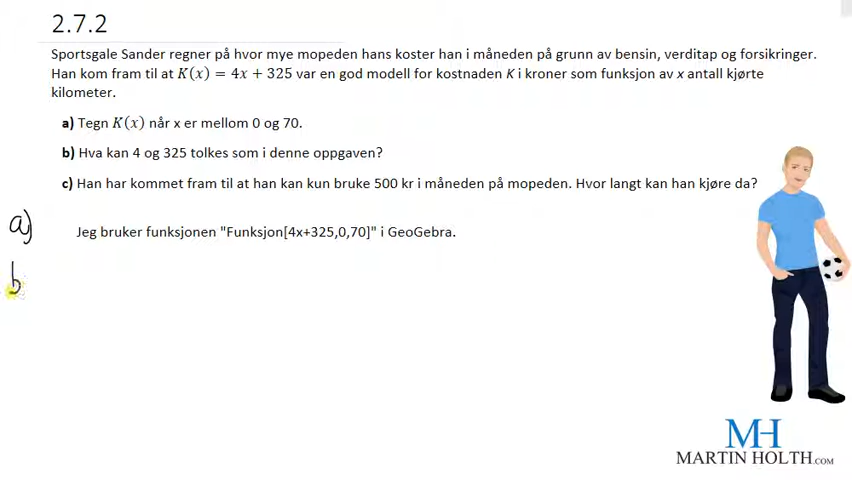 2.7.2
Sportsgale Sander regner på hvor mye mopeden hans koster han i måneden på grunn av bensin, verditap og forsikringer.
Han kom fram til at K(x) = 4x + 325 var en god modell for kostnaden K i kroner som funksjon av x antall kjørte
kilometer.
a) Tegn K(x) når x er mellom 0 og 70.
b) Hva kan 4 og 325 tolkes som i denne oppgaven?
c) Han har kommet fram til at han kan kun bruke 500 kr i måneden på mopeden. Hvor langt kan han kjøre da?
a)
Jeg bruker funksjonen "Funksjon[4x+325,0,70]" i GeoGebra.
b
MH
MARTIN HOLTH.COM